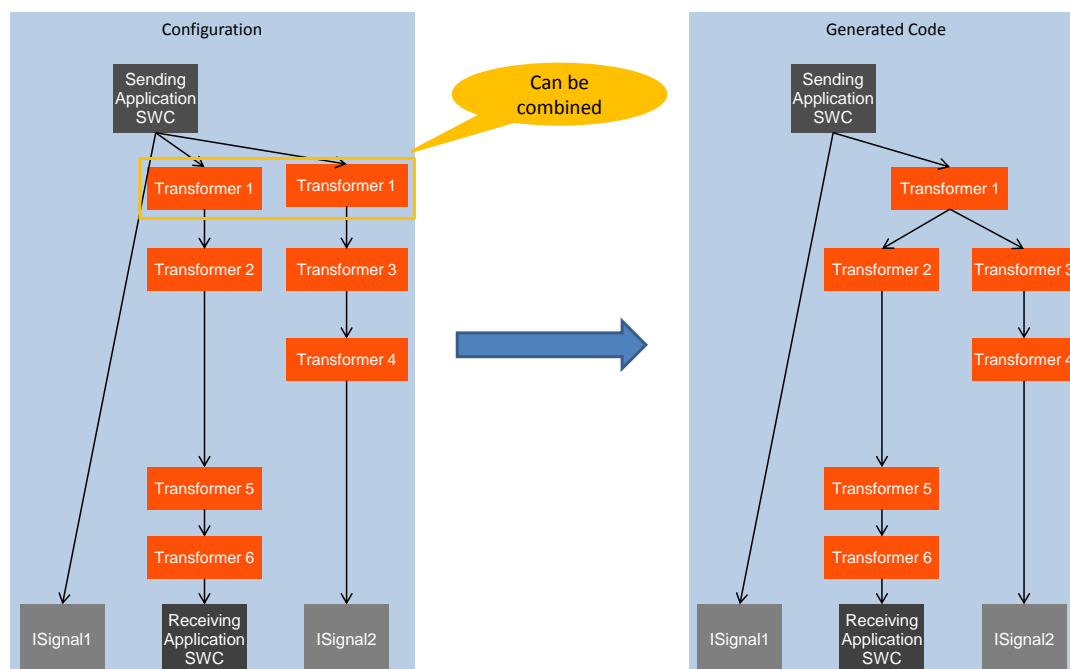 Configuration
Sending
Application
SWC
Can be
combined
Transformer 1
Transformer 1
Transformer 2
Transformer 3
Transformer 4
Transformer 5
Transformer 6
ISignal1
Receiving
Application
SWC
ISignal2
Generated Code
Sending
Application
SWC
Transformer 1
Transformer 2
Transformer 3
Transformer 4
Transformer 5
Transformer 6
ISignal1
Receiving
Application
SWC
ISignal2